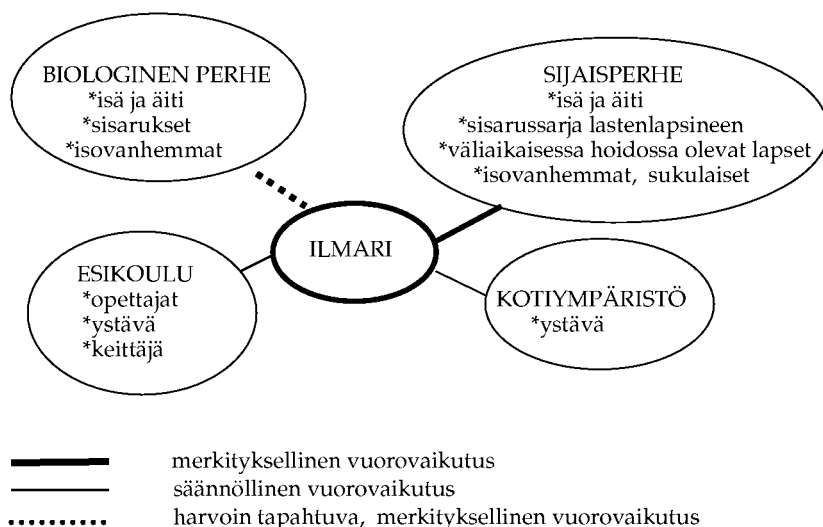 BIOLOGINEN PERHE
*isä ja äiti
*sisarukset
*isovanhemmat
SIJAISPERHE
*isä ja äiti
*sisarussarja lastenlapsineen
*väliaikaisessa hoidossa olevat lapset
*isovanhemmat, sukulaiset
ILMARI
ESIKOULU
*opettajat
*ystävä
*keittäjä
KOTIYMPÄRISTÖ
*ystävä
merkityksellinen vuorovaikutus
säännöllinen vuorovaikutus
harvoin tapahtuva, merkityksellinen vuorovaikutus